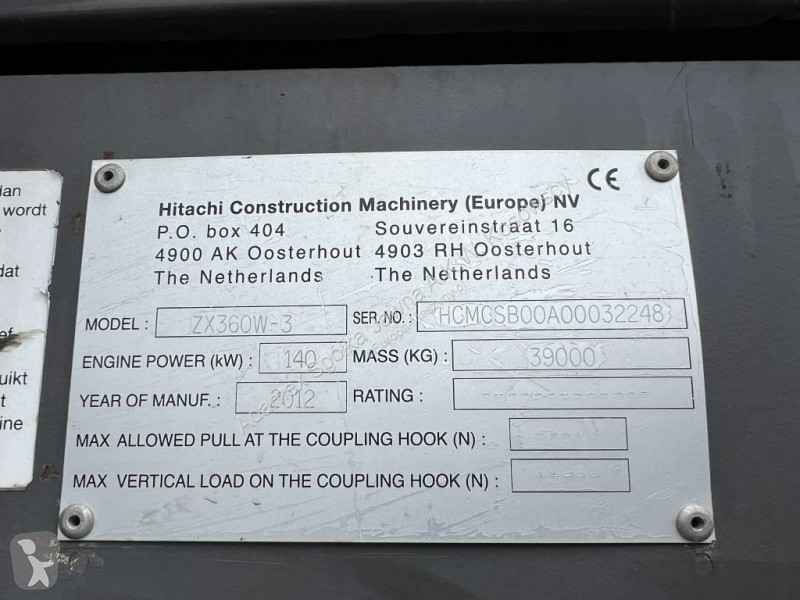 dan
wordt
e
dat
ef
uikt
t
ine
CE
Hitachi Construction Machinery (Europe) NV
P.O. box 404 Souvereinstraat 16
4900 AK Oosterhout 4903 RH Oosterhout
The Netherlands The Netherlands
MODEL : ZX360W-3 SER. NO. : HCMCSB00A00032248
ENGINE POWER (kW) : 140 MASS (KG) : 39000
YEAR OF MANUF. : 2012 RATING : -------------
MAX ALLOWED PULL AT THE COUPLING HOOK (N) : -----
MAX VERTICAL LOAD ON THE COUPLING HOOK (N) : -----